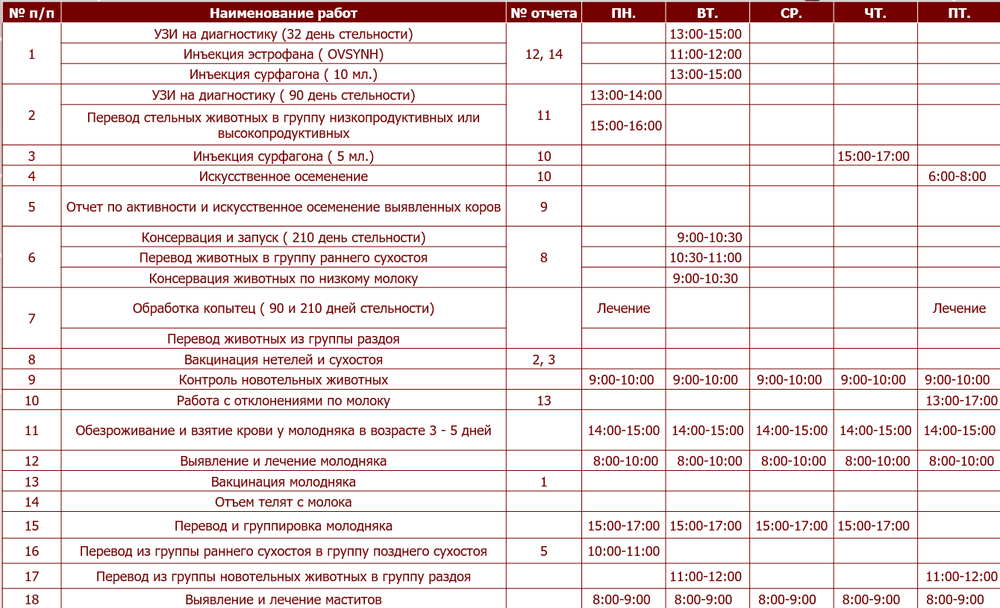 № п/п Наименование работ № отчета ПН. ВТ. СР. ЧТ. ПТ.
УЗИ на диагностику (32 день стельности) 13:00-15:00
1 Инъекция эстрофана ( OVSYNH) 12, 14 11:00-12:00
Инъекция сурфагона ( 10 мл.) 13:00-15:00
УЗИ на диагностику ( 90 день стельности) 13:00-14:00
2 Перевод стельных животных в группу низкопродуктивных или 11 15:00-16:00
высокопродуктивных
3 Инъекция сурфагона ( 5 мл.) 10 15:00-17:00
4 Искусственное осеменение 10 6:00-8:00
5 Отчет по активности и искусственное осеменение выявленных коров 9
Консервация и запуск ( 210 день стельности) 9:00-10:30
6 Перевод животных в группу раннего сухостоя 8 10:30-11:00
Консервация животных по низкому молоку 9:00-10:30
7 Обработка копытец ( 90 и 210 дней стельности) Лечение Лечение
Перевод животных из группы раздоя
8 Вакцинация нетелей и сухостоя 2, 3
9 Контроль новотельных животных 9:00-10:00 9:00-10:00 9:00-10:00 9:00-10:00 9:00-10:00
10 Работа с отклонениями по молоку 13 13:00-17:00
11 Обезроживание и взятие крови у молодняка в возрасте 3 - 5 дней 14:00-15:00 14:00-15:00 14:00-15:00 14:00-15:00 14:00-15:00
12 Выявление и лечение молодняка 8:00-10:00 8:00-10:00 8:00-10:00 8:00-10:00 8:00-10:00
13 Вакцинация молодняка 1
14 Отъем телят с молока
15 Перевод и группировка молодняка 15:00-17:00 15:00-17:00 15:00-17:00 15:00-17:00
16 Перевод из группы раннего сухостоя в группу позднего сухостоя 5 10:00-11:00
17 Перевод из группы новотельных животных в группу раздоя 11:00-12:00 11:00-12:00
18 Выявление и лечение маститов 8:00-9:00 8:00-9:00 8:00-9:00 8:00-9:00 8:00-9:00